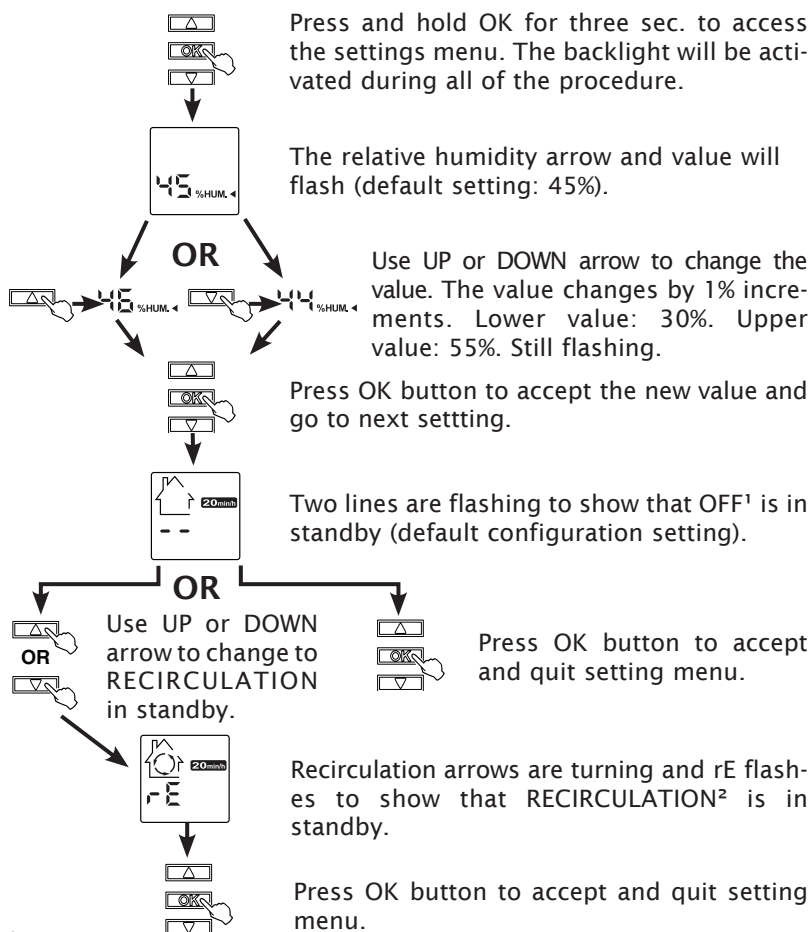 OK
Press and hold OK for three sec. to access
the settings menu. The backlight will be acti-
vated during all of the procedure.
45 %HUM.
The relative humidity arrow and value will
flash (default setting: 45%).
OR
46 %HUM.
44 %HUM.
Use UP or DOWN arrow to change the
value. The value changes by 1% incre-
ments. Lower value: 30%. Upper
value: 55%. Still flashing.
OK
Press OK button to accept the new value and
go to next settting.
20min/h
- -
Two lines are flashing to show that OFF¹ is in
standby (default configuration setting).
OR
OR
Use UP or DOWN
arrow to change to
RECIRCULATION
in standby.
OK
Press OK button to accept
and quit setting menu.
20min/h
rE
Recirculation arrows are turning and rE flash-
es to show that RECIRCULATION² is in
standby.
OK
Press OK button to accept and quit setting
menu.